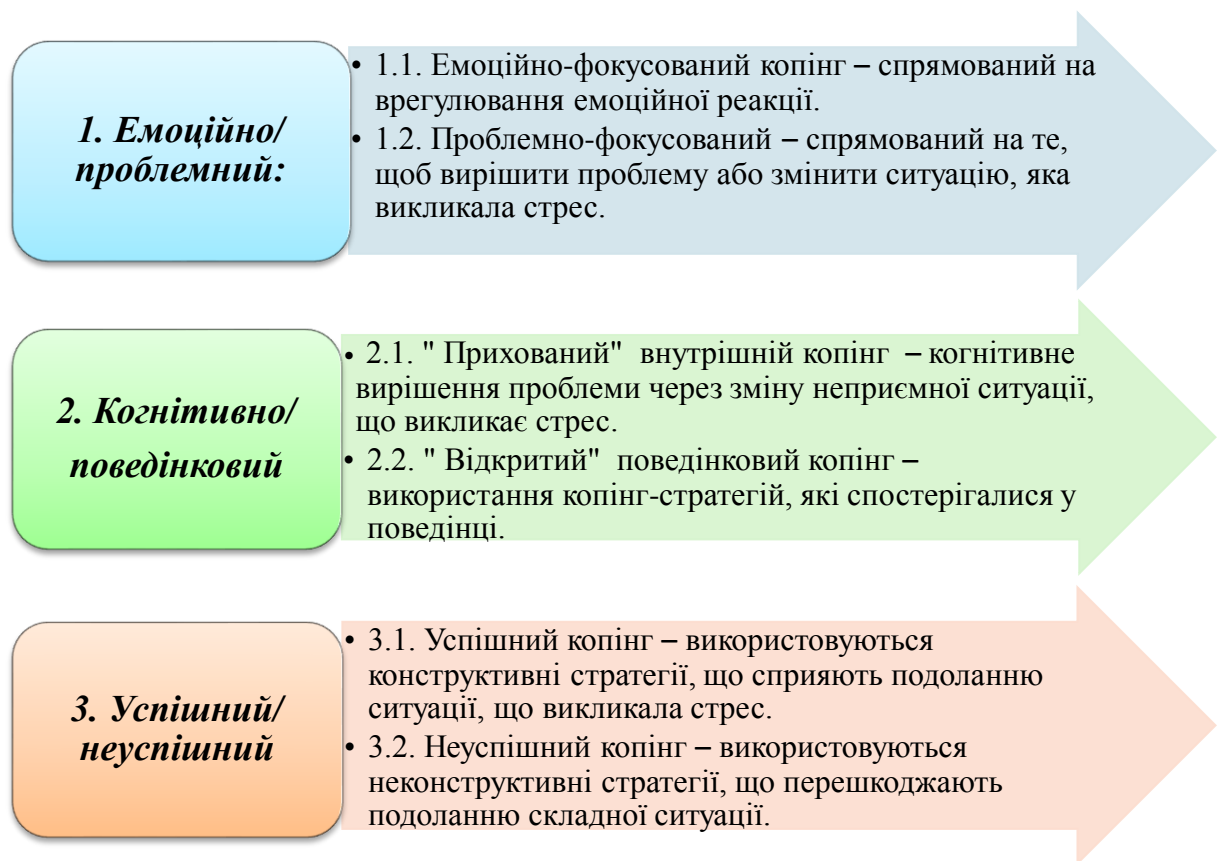 1. Емоційно/
проблемний:
• 1.1. Емоційно-фокусований копінг – спрямований на
врегулювання емоційної реакції.
• 1.2. Проблемно-фокусований – спрямований на те,
щоб вирішити проблему або змінити ситуацію, яка
викликала стрес.
2. Когнітивно/
поведінковий
• 2.1. " Прихований" внутрішній копінг – когнітивне
вирішення проблеми через зміну неприємної ситуації,
що викликає стрес.
• 2.2. " Відкритий" поведінковий копінг –
використання копінг-стратегій, які спостерігалися у
поведінці.
3. Успішний/
неуспішний
• 3.1. Успішний копінг – використовуються
конструктивні стратегії, що сприяють подоланню
ситуації, що викликала стрес.
• 3.2. Неуспішний копінг – використовуються
неконструктивні стратегії, що перешкоджають
подоланню складної ситуації.